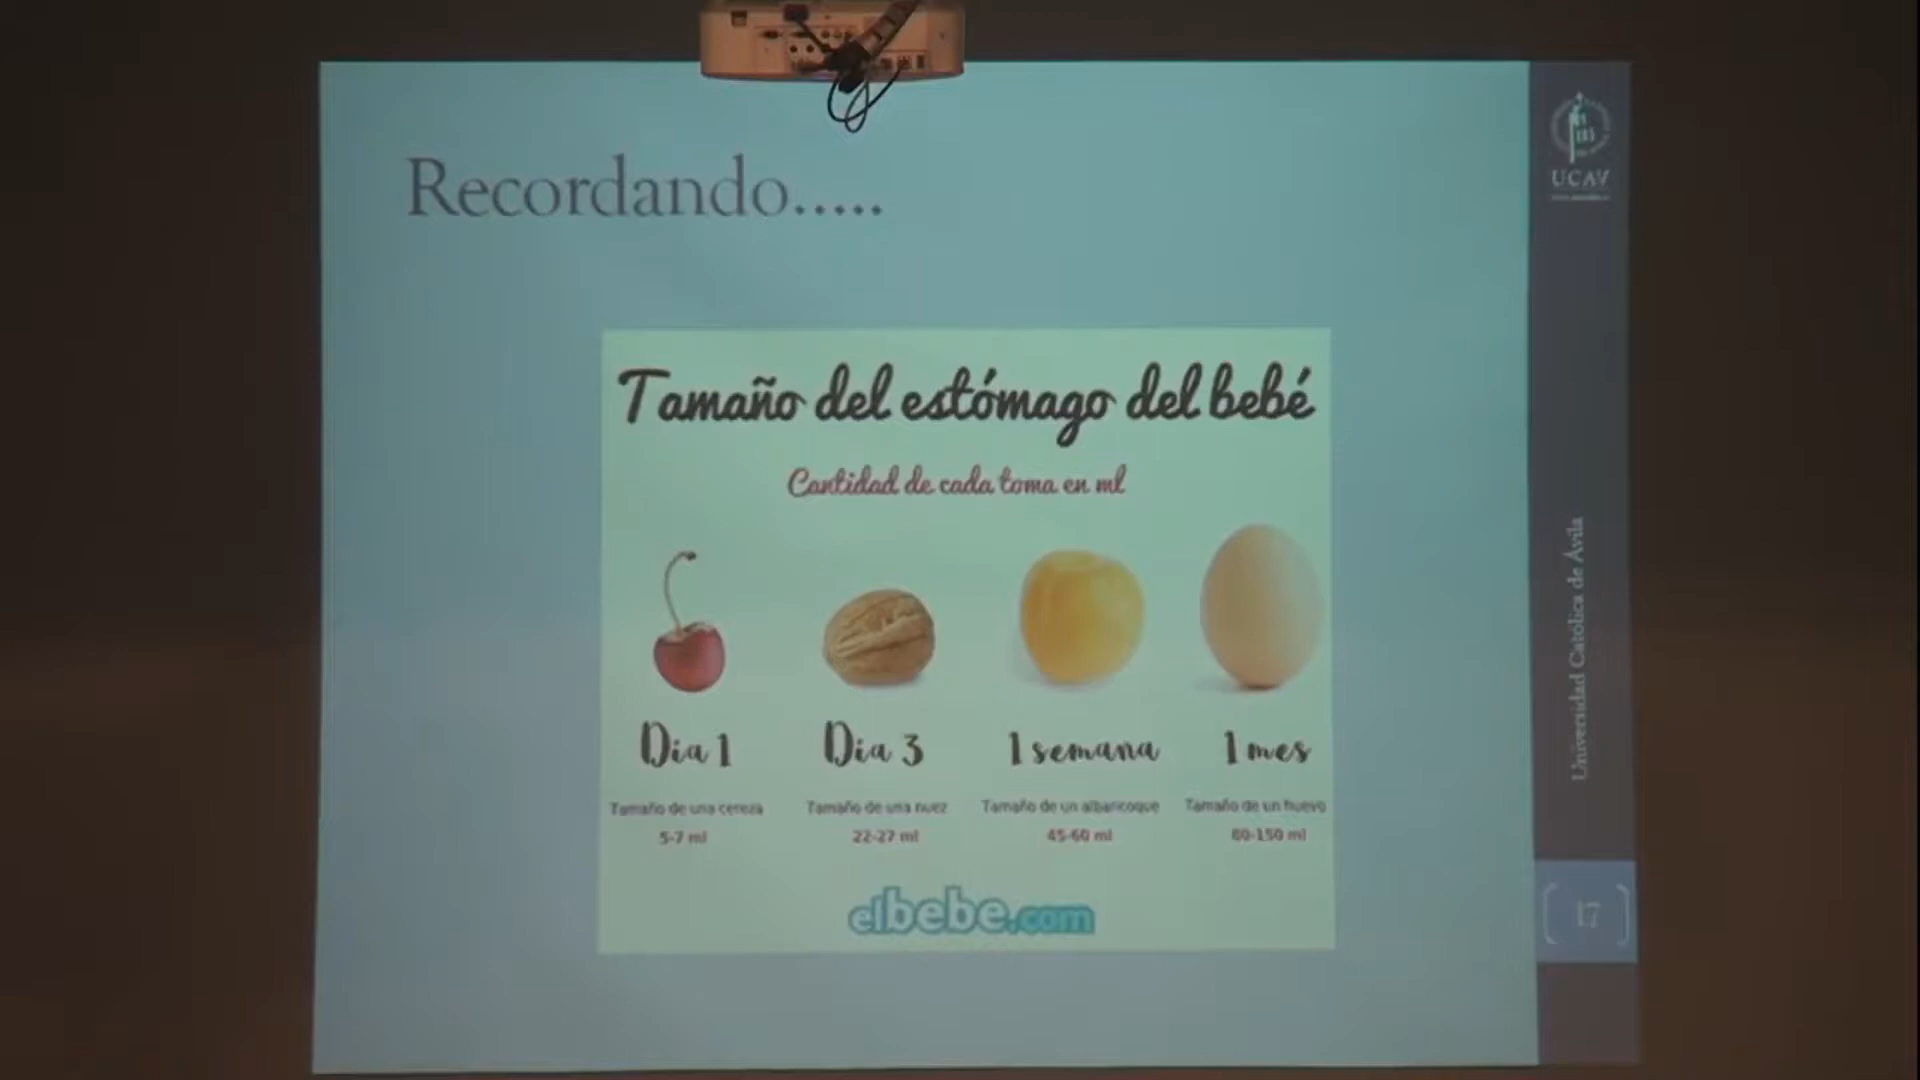 Recordando.....
Tamaño del estómago del bebé
Cantidad de cada toma en ml
Día 1
Día 3
1 semana
1 mes
Tamaño de una cereza
Tamaño de una nuez
Tamaño de un albaricoque
Tamaño de un huevo
5-7 ml
22-27 ml
45-60 ml
80-150 ml
elbebe.com
UCAV
Universidad Católica de Ávila
17